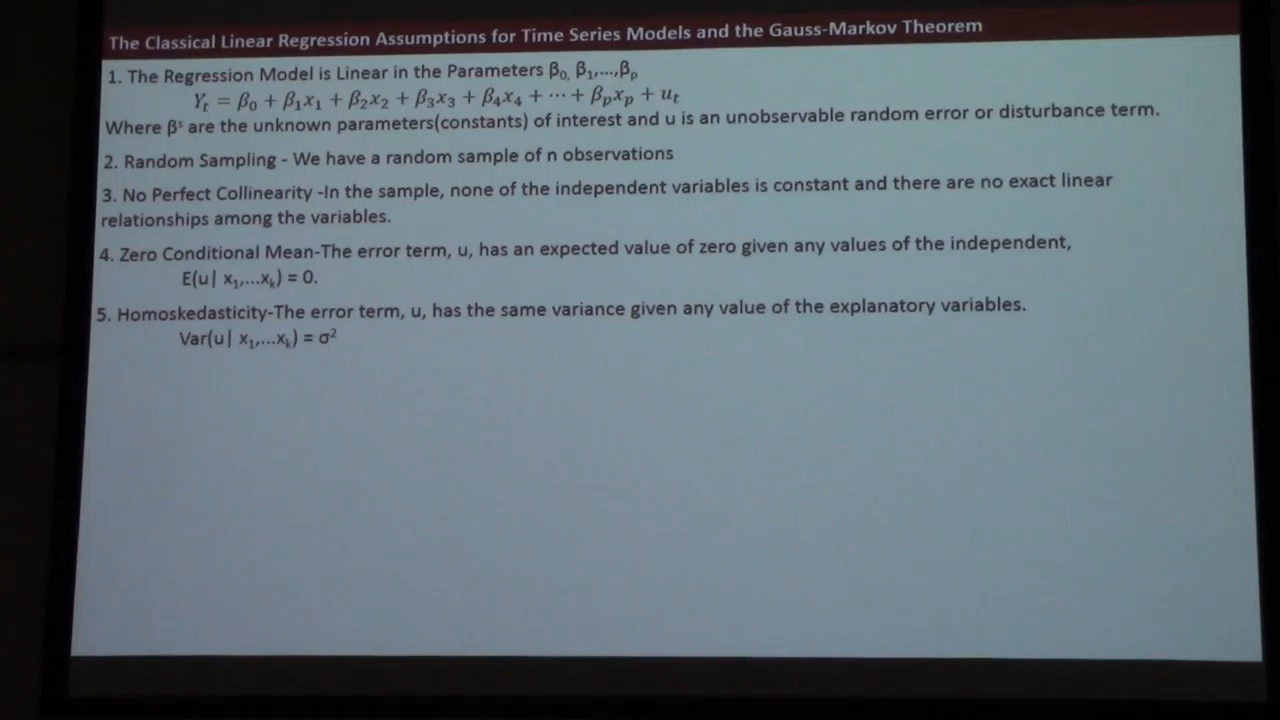 The Classical Linear Regression Assumptions for Time Series Models and the Gauss-Markov Theorem
1. The Regression Model is Linear in the Parameters β₀, β₁,...,βₚ
Yₜ = β₀ + β₁x₁ + β₂x₂ + β₃x₃ + β₄x₄ + ⋯ + βₚxₚ + uₜ
Where βˢ are the unknown parameters(constants) of interest and u is an unobservable random error or disturbance term.
2. Random Sampling - We have a random sample of n observations
3. No Perfect Collinearity -In the sample, none of the independent variables is constant and there are no exact linear
relationships among the variables.
4. Zero Conditional Mean-The error term, u, has an expected value of zero given any values of the independent,
E(u| x₁,...xₖ) = 0.
5. Homoskedasticity-The error term, u, has the same variance given any value of the explanatory variables.
Var(u| x₁,...xₖ) = σ²